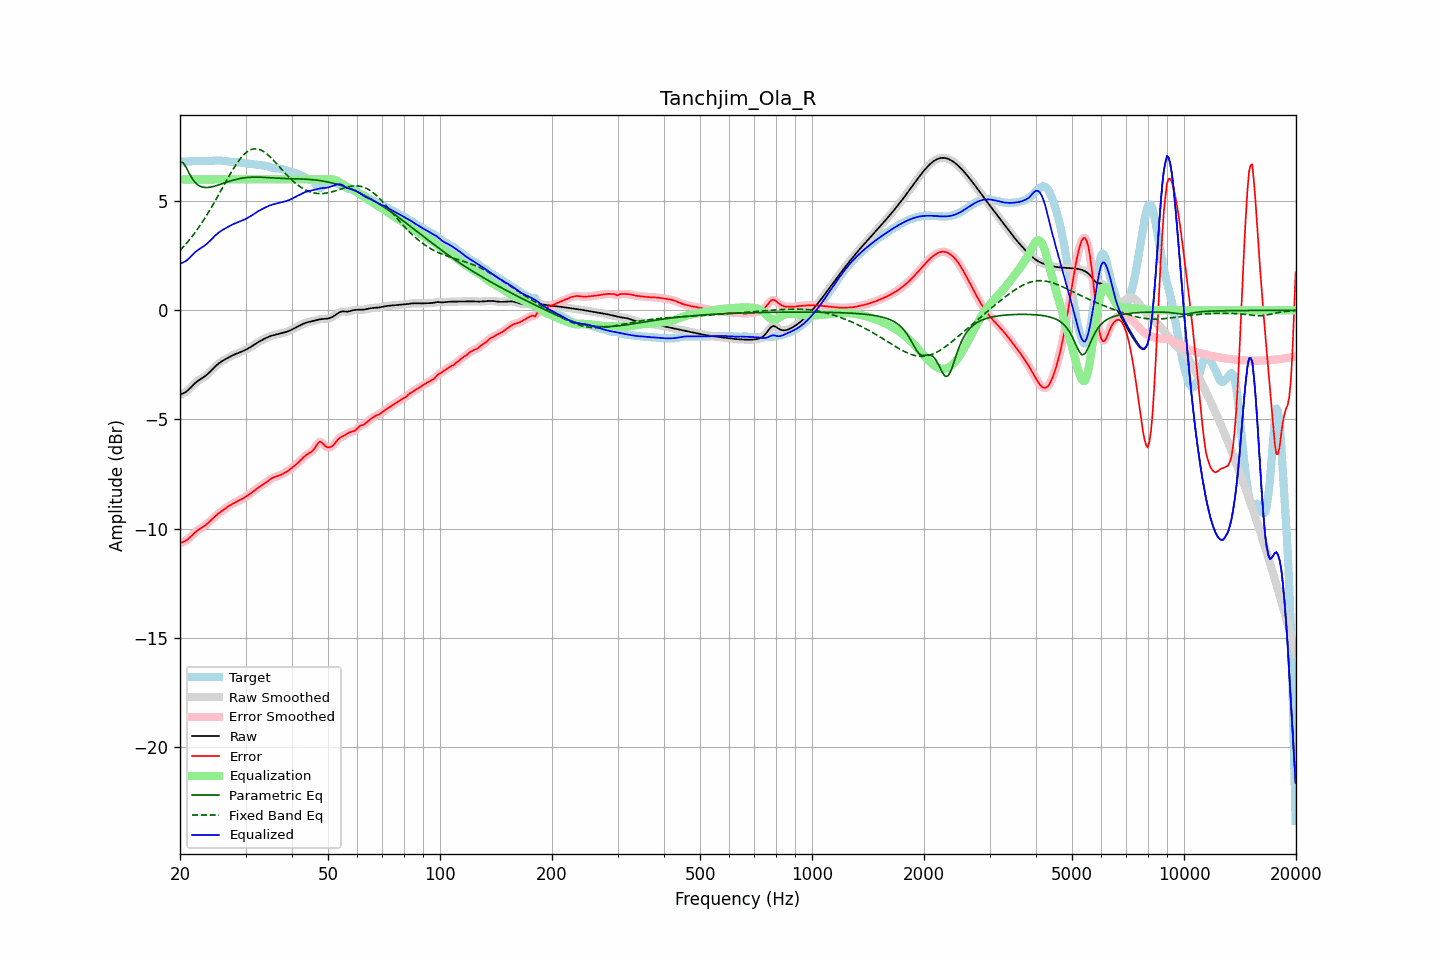 Tanchjim_Ola_R
Amplitude (dBr)
5
0
−5
−10
−15
−20
Target
Raw Smoothed
Error Smoothed
Raw
Error
Equalization
Parametric Eq
Fixed Band Eq
Equalized
20 50 100 200 500 1000 2000 5000 10000 20000
Frequency (Hz)